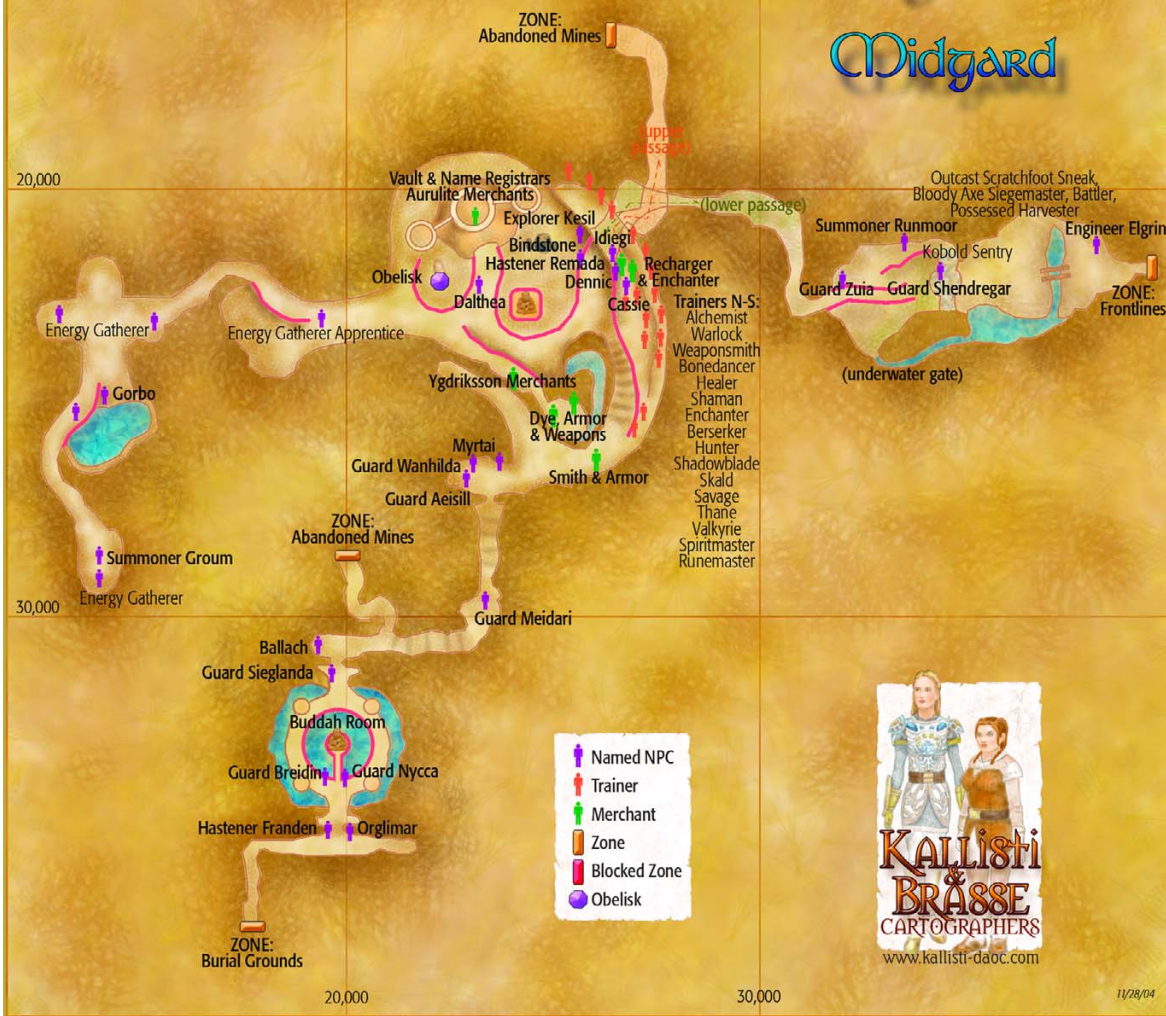 ZONE:
Abandoned Mines
Midgard
(upper
passage)
20,000
Vault & Name Registrars
Aurulite Merchants
Explorer Kesil
Bindstone
Idiegi
Hastener Remada
Dennic
Recharger
& Enchanter
Obelisk
Dalthea
Cassie
(lower passage)
Outcast Scratchfoot Sneak,
Bloody Axe Siegemaster, Battler,
Possessed Harvester
Summoner Runmoor
Engineer Elgrin
Kobold Sentry
Guard Zuia
Guard Shendregar
ZONE:
Frontlines
(underwater gate)
Energy Gatherer
Energy Gatherer Apprentice
Trainers N-S:
Alchemist
Warlock
Weaponsmith
Bonedancer
Healer
Shaman
Enchanter
Berserker
Hunter
Shadowblade
Skald
Savage
Thane
Valkyrie
Spiritmaster
Runemaster
Ygdriksson Merchants
Gorbo
Dye, Armor
& Weapons
Myrtai
Guard Wanhilda
Guard Aeisill
Smith & Armor
ZONE:
Abandoned Mines
Summoner Groum
Energy Gatherer
30,000
Guard Meidari
Ballach
Guard Sieglanda
Buddah Room
Guard Breidin
Guard Nycca
Hastener Franden
Orglimar
ZONE:
Burial Grounds
Named NPC
Trainer
Merchant
Zone
Blocked Zone
Obelisk
Kallisti
&
Brasse
CARTOGRAPHERS
www.kallisti-daoc.com
20,000
30,000
11/28/04